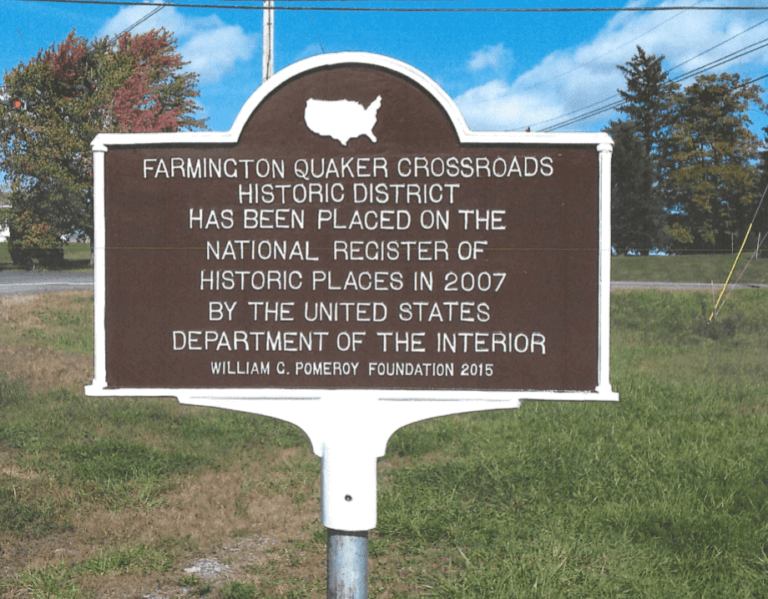 FARMINGTON QUAKER CROSSROADS
HISTORIC DISTRICT
HAS BEEN PLACED ON THE
NATIONAL REGISTER OF
HISTORIC PLACES IN 2007
BY THE UNITED STATES
DEPARTMENT OF THE INTERIOR
WILLIAM G. POMEROY FOUNDATION 2015